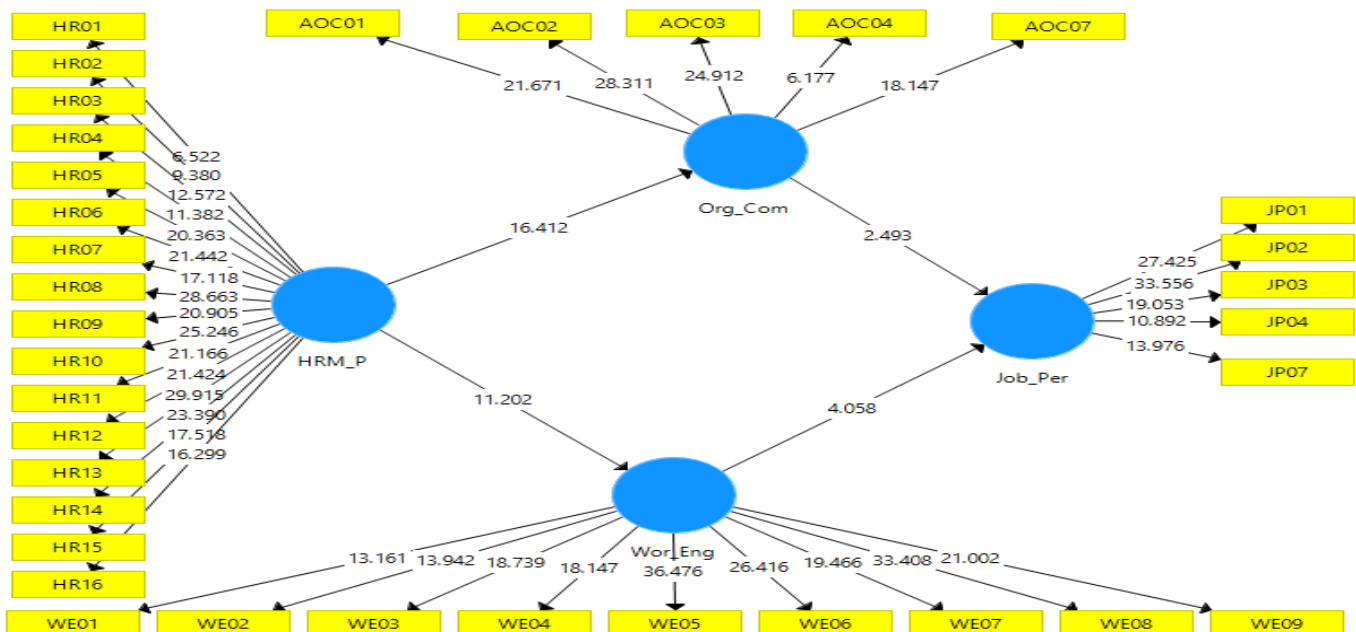 HR01
HR02
HR03
HR04
HR05
HR06
HR07
HR08
HR09
HR10
HR11
HR12
HR13
HR14
HR15
HR16
6.522
9.380
12.572
11.382
20.363
21.442
17.118
28.663
20.905
25.246
21.166
21.424
29.915
23.390
17.518
16.299
HRM_P
AOC01 AOC02 AOC03 AOC04 AOC07
21.671 28.311 24.912 6.177 18.147
Org_Com
16.412
2.493
11.202
4.058
Job_Per
27.425
33.556
19.053
10.892
13.976
JP01
JP02
JP03
JP04
JP07
Wor_Eng
13.161 13.942 18.739 18.147 36.476 26.416 19.466 33.408 21.002
WE01 WE02 WE03 WE04 WE05 WE06 WE07 WE08 WE09